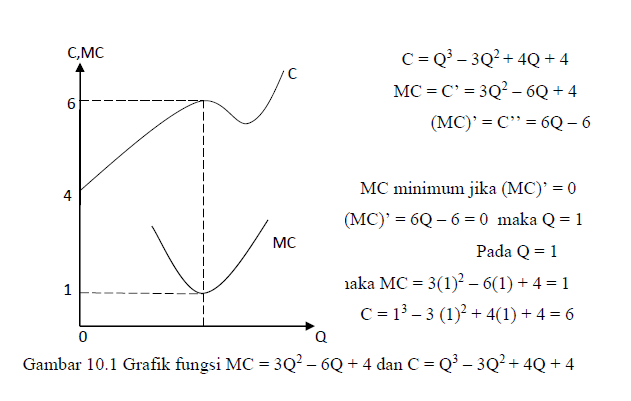 C,MC
C
6
4
MC
1
0
Q
C = Q³ – 3Q² + 4Q + 4
MC = C’ = 3Q² – 6Q + 4
(MC)’ = C’’ = 6Q – 6
MC minimum jika (MC)’ = 0
(MC)’ = 6Q – 6 = 0 maka Q = 1
Pada Q = 1
naka MC = 3(1)² – 6(1) + 4 = 1
C = 1³ – 3 (1)² + 4(1) + 4 = 6
Gambar 10.1 Grafik fungsi MC = 3Q² – 6Q + 4 dan C = Q³ – 3Q² + 4Q + 4